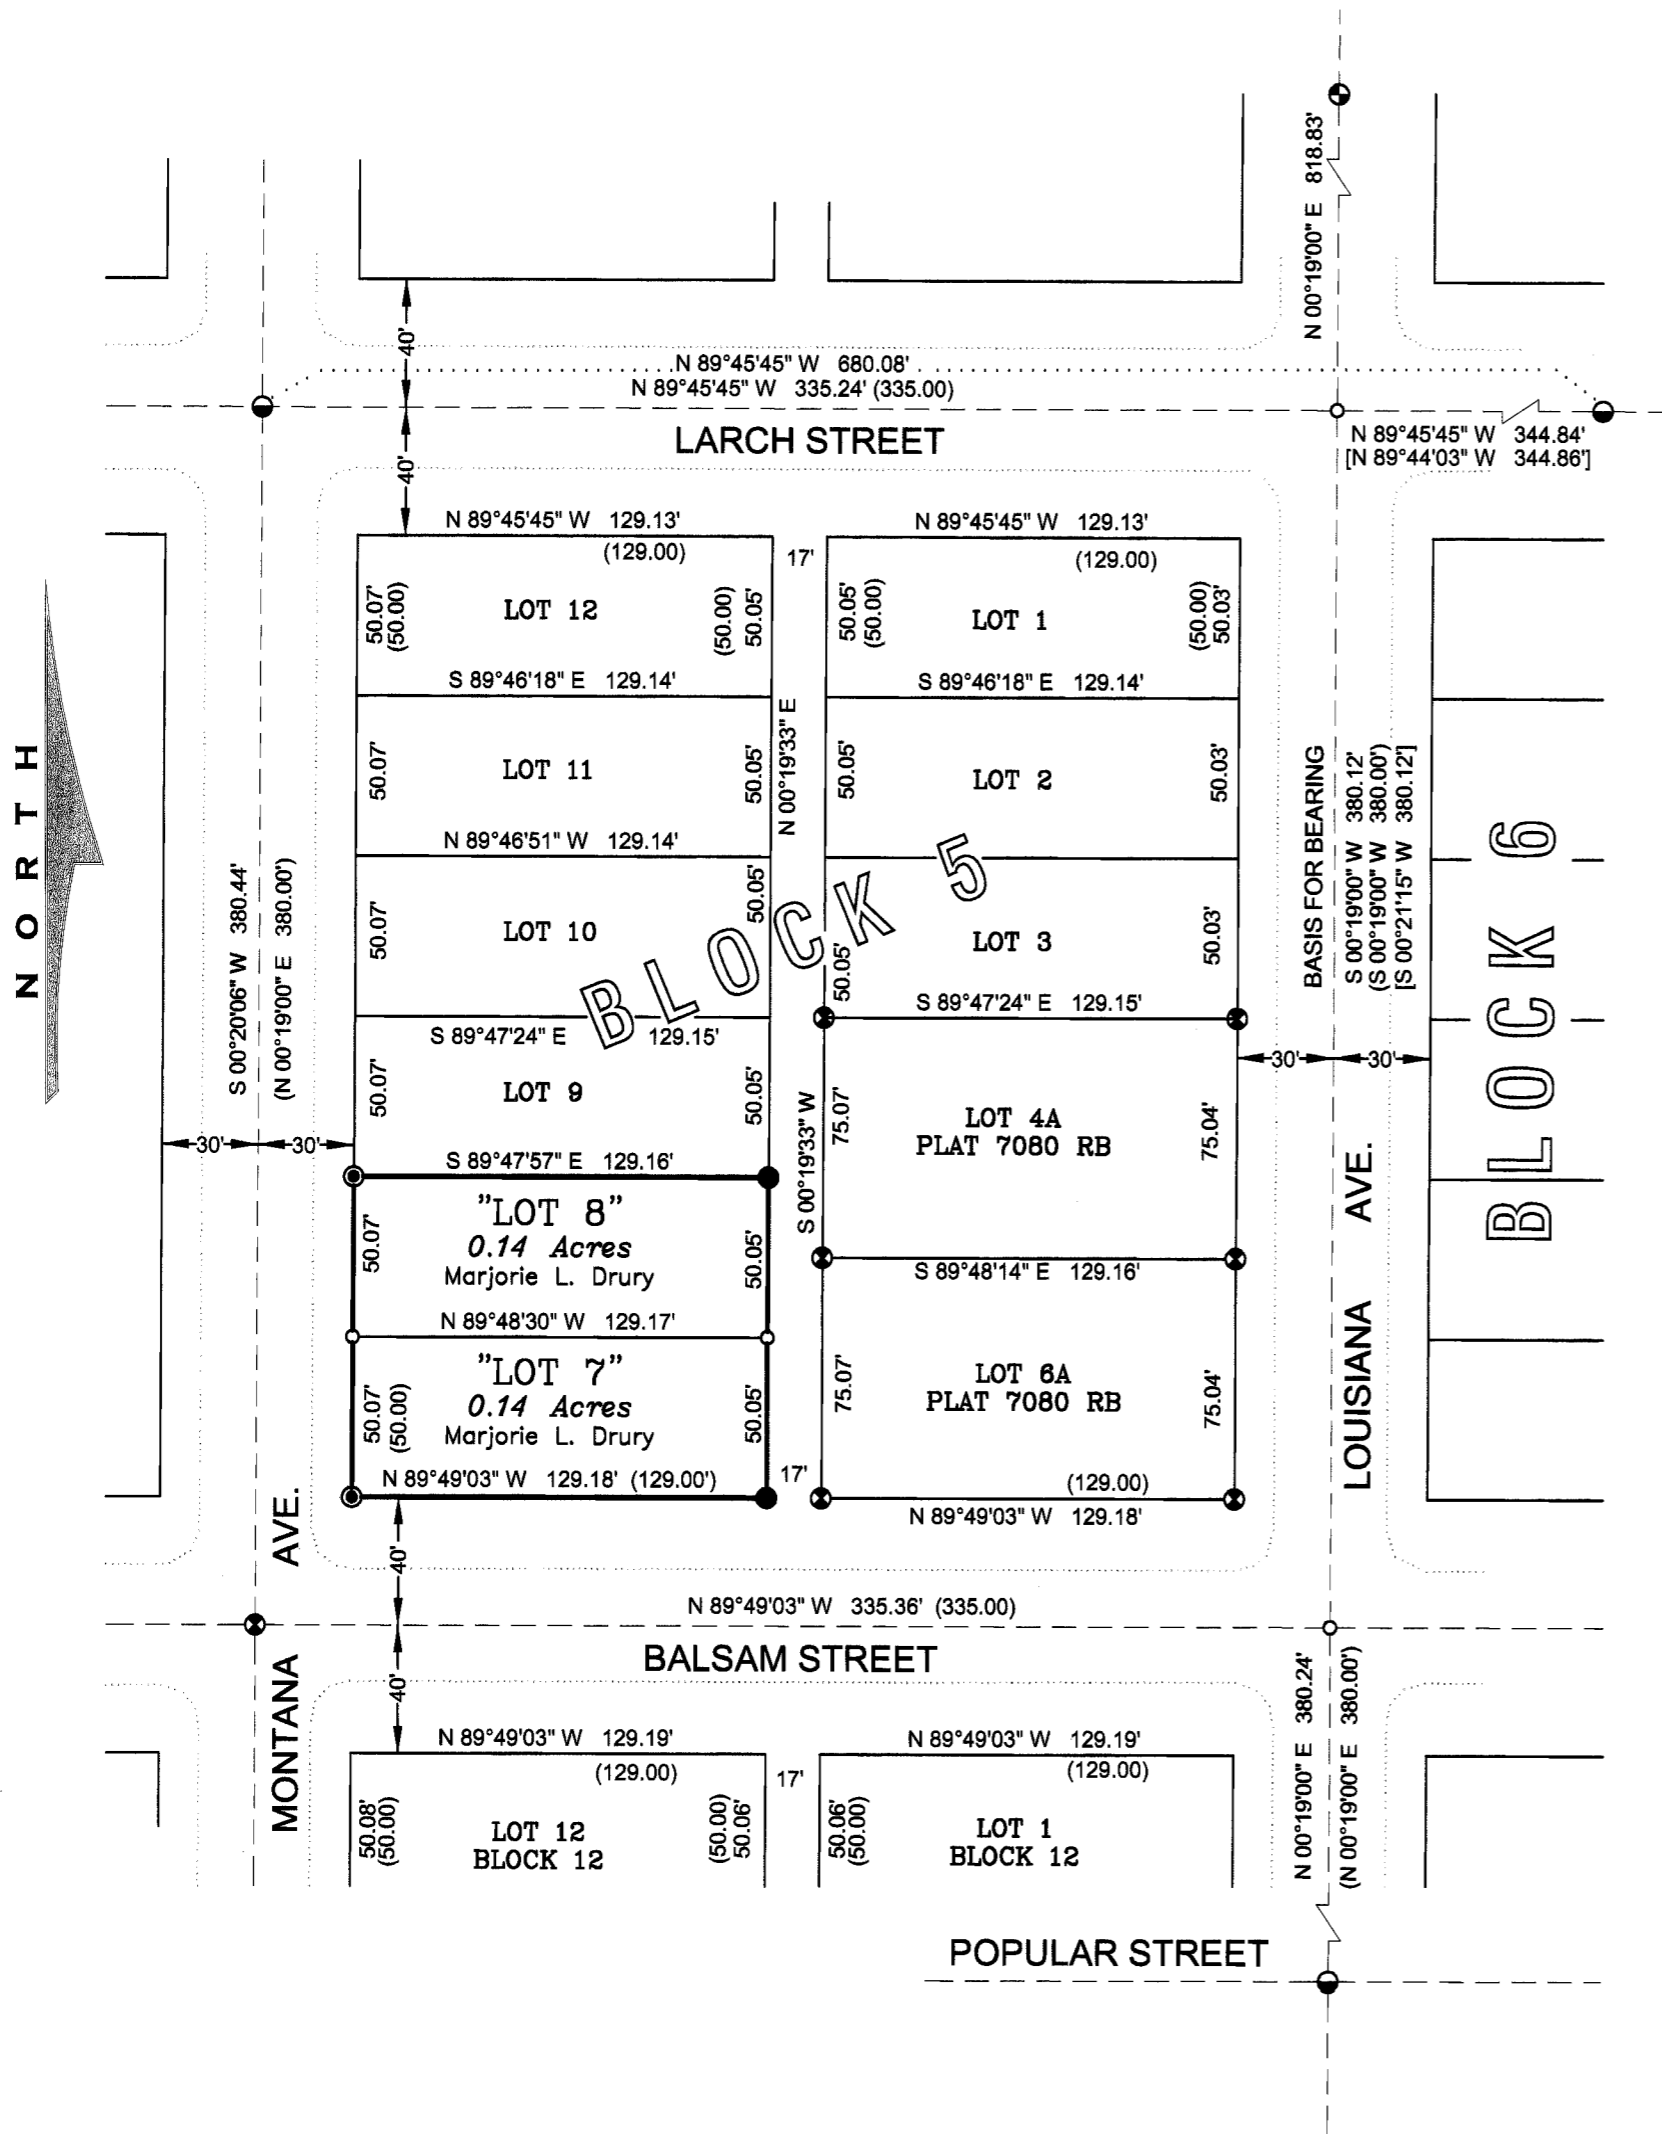 N 00°19'00" E 818.83'
40'
N 89°45'45" W 680.08'
N 89°45'45" W 335.24' (335.00)
LARCH STREET
N 89°45'45" W 344.84'
[N 89°44'03" W 344.86']
40'
N 89°45'45" W 129.13'
(129.00)
17'
N 89°45'45" W 129.13'
(129.00)
50.07'
(50.00)
LOT 12
(50.00)
50.05'
50.05'
(50.00)
LOT 1
(50.00)
50.03'
S 89°46'18" E 129.14'
S 89°46'18" E 129.14'
N 00°19'33" E
50.07'
LOT 11
50.05'
50.05'
LOT 2
50.03'
N 89°46'51" W 129.14'
NORTH
S 00°20'06" W 380.44'
(N 00°19'00" E 380.00')
BASIS FOR BEARING
S 00°19'00" W 380.12'
(S 00°19'00" W 380.00')
[S 00°21'15" W 380.12']
BLOCK 6
BLOCK 5
50.07'
LOT 10
50.05'
50.05'
LOT 3
50.03'
S 89°47'24" E 129.15'
S 89°47'24" E 129.15'
30'
30'
50.07'
LOT 9
50.05'
S 00°19'33" W
75.07'
LOT 4A
PLAT 7080 RB
75.04'
30'
30'
S 89°47'57" E 129.16'
50.07'
"LOT 8"
0.14 Acres
Marjorie L. Drury
50.05'
S 89°48'14" E 129.16'
N 89°48'30" W 129.17'
50.07'
(50.00)
"LOT 7"
0.14 Acres
Marjorie L. Drury
50.05'
75.07'
LOT 6A
PLAT 7080 RB
75.04'
LOUISIANA AVE.
N 89°49'03" W 129.18' (129.00')
17'
(129.00)
N 89°49'03" W 129.18'
MONTANA AVE.
40'
N 89°49'03" W 335.36' (335.00)
BALSAM STREET
40'
N 89°49'03" W 129.19'
(129.00)
17'
N 89°49'03" W 129.19'
(129.00)
N 00°19'00" E 380.24'
(N 00°19'00" E 380.00')
50.08'
(50.00)
LOT 12
BLOCK 12
(50.00)
50.06'
50.06'
(50.00)
LOT 1
BLOCK 12
POPULAR STREET